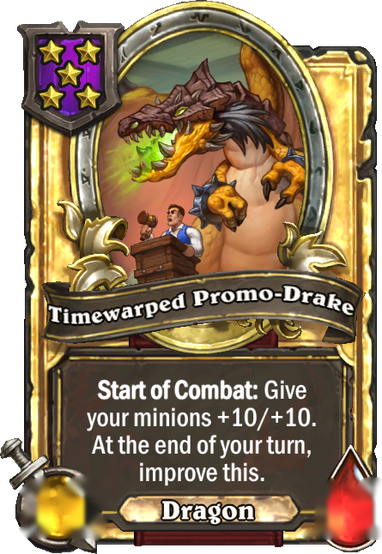 Timewarped Promo-Drake
Start of Combat: Give
your minions +10/+10.
At the end of your turn,
improve this.
Dragon